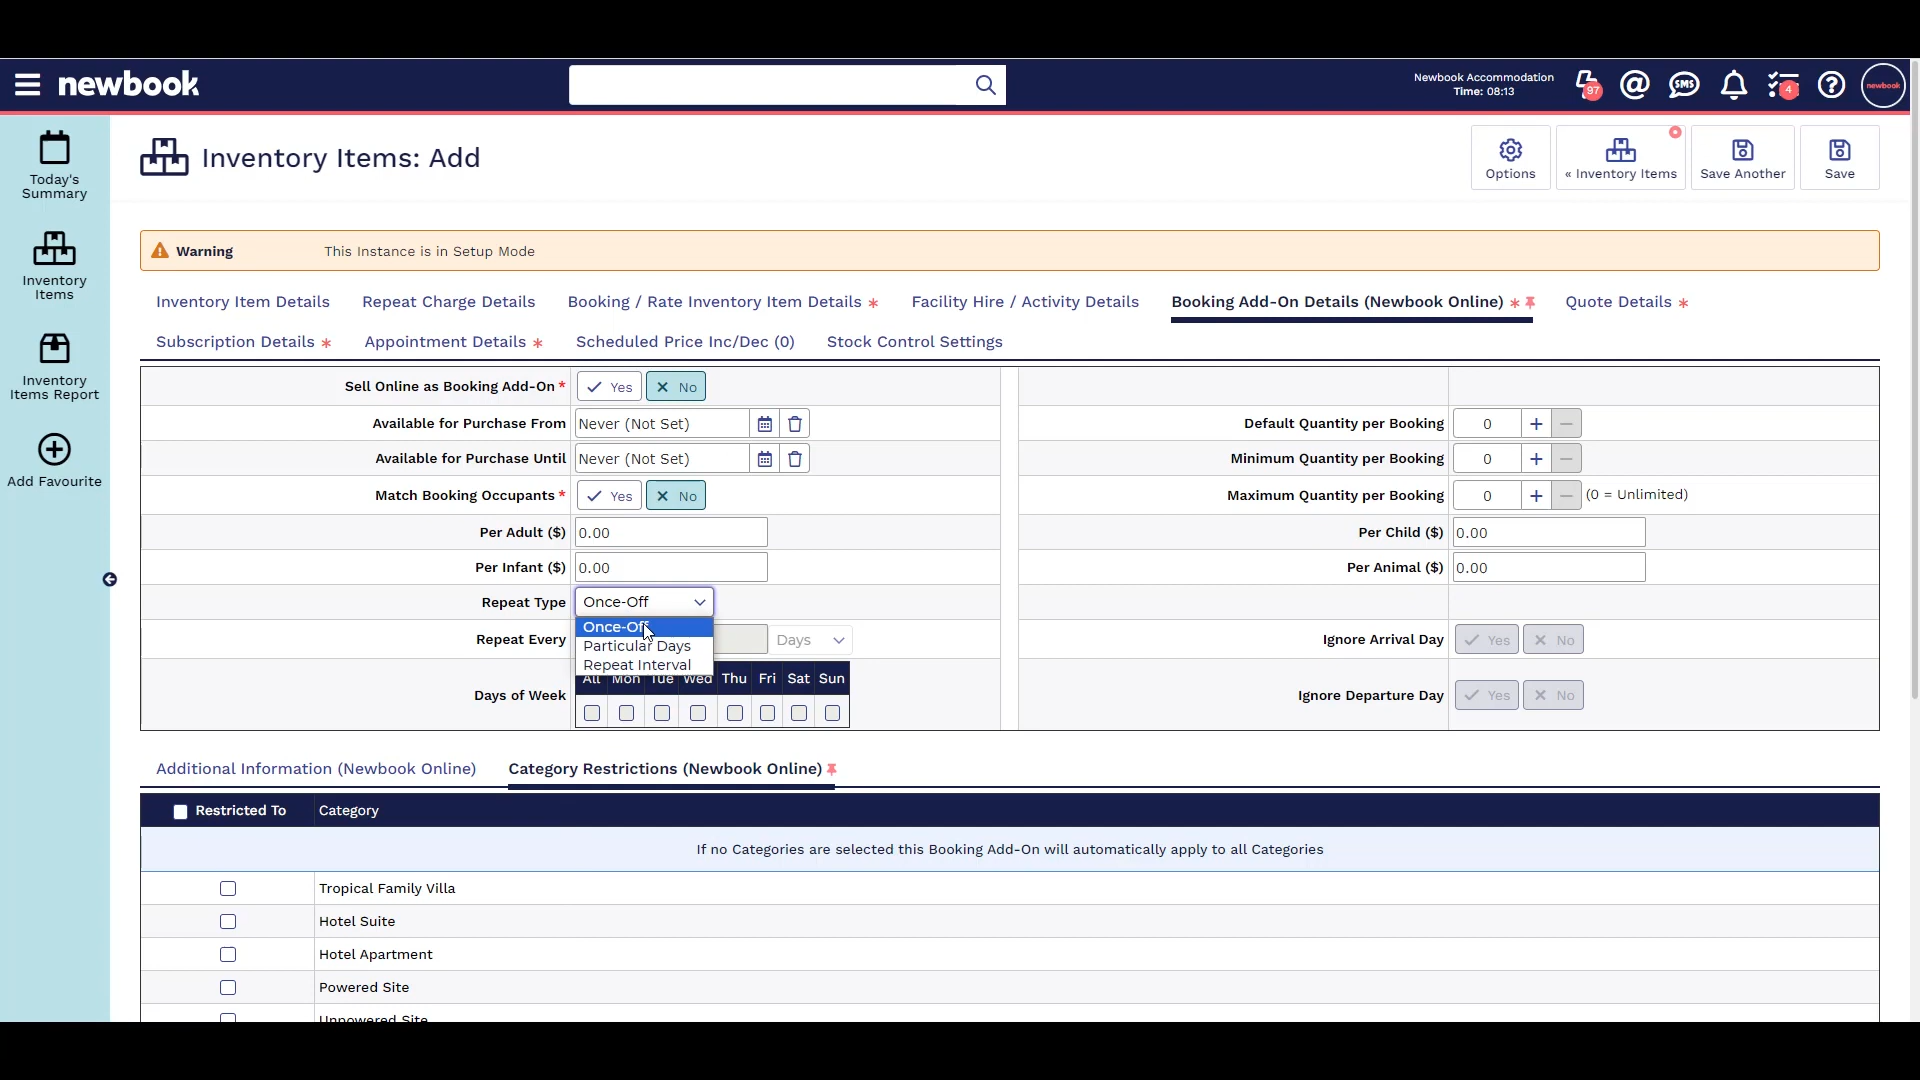 newbook
Newbook Accommodation
Time: 08:13
97
SMS
4
newbook
Today's
Summary
Inventory
Items
Inventory
Items Report
Add Favourite
Inventory Items: Add
Options
« Inventory Items
Save Another
Save
Warning This Instance is in Setup Mode
Inventory Item Details Repeat Charge Details Booking / Rate Inventory Item Details * Facility Hire / Activity Details Booking Add-On Details (Newbook Online) * Quote Details *
Subscription Details * Appointment Details * Scheduled Price Inc/Dec (0) Stock Control Settings
Sell Online as Booking Add-On * Yes No
Available for Purchase From Never (Not Set) Default Quantity per Booking 0
Available for Purchase Until Never (Not Set) Minimum Quantity per Booking 0
Match Booking Occupants * Yes No Maximum Quantity per Booking 0 (0 = Unlimited)
Per Adult ($) 0.00 Per Child ($) 0.00
Per Infant ($) 0.00 Per Animal ($) 0.00
Repeat Type Once-Off
Once-Off
Particular Days
Repeat Interval
Repeat Every Days Ignore Arrival Day Yes No
All Mon Tue Wed Thu Fri Sat Sun
Days of Week Ignore Departure Day Yes No
Additional Information (Newbook Online) Category Restrictions (Newbook Online)
Restricted To Category
If no Categories are selected this Booking Add-On will automatically apply to all Categories
Tropical Family Villa
Hotel Suite
Hotel Apartment
Powered Site
Unpowered Site